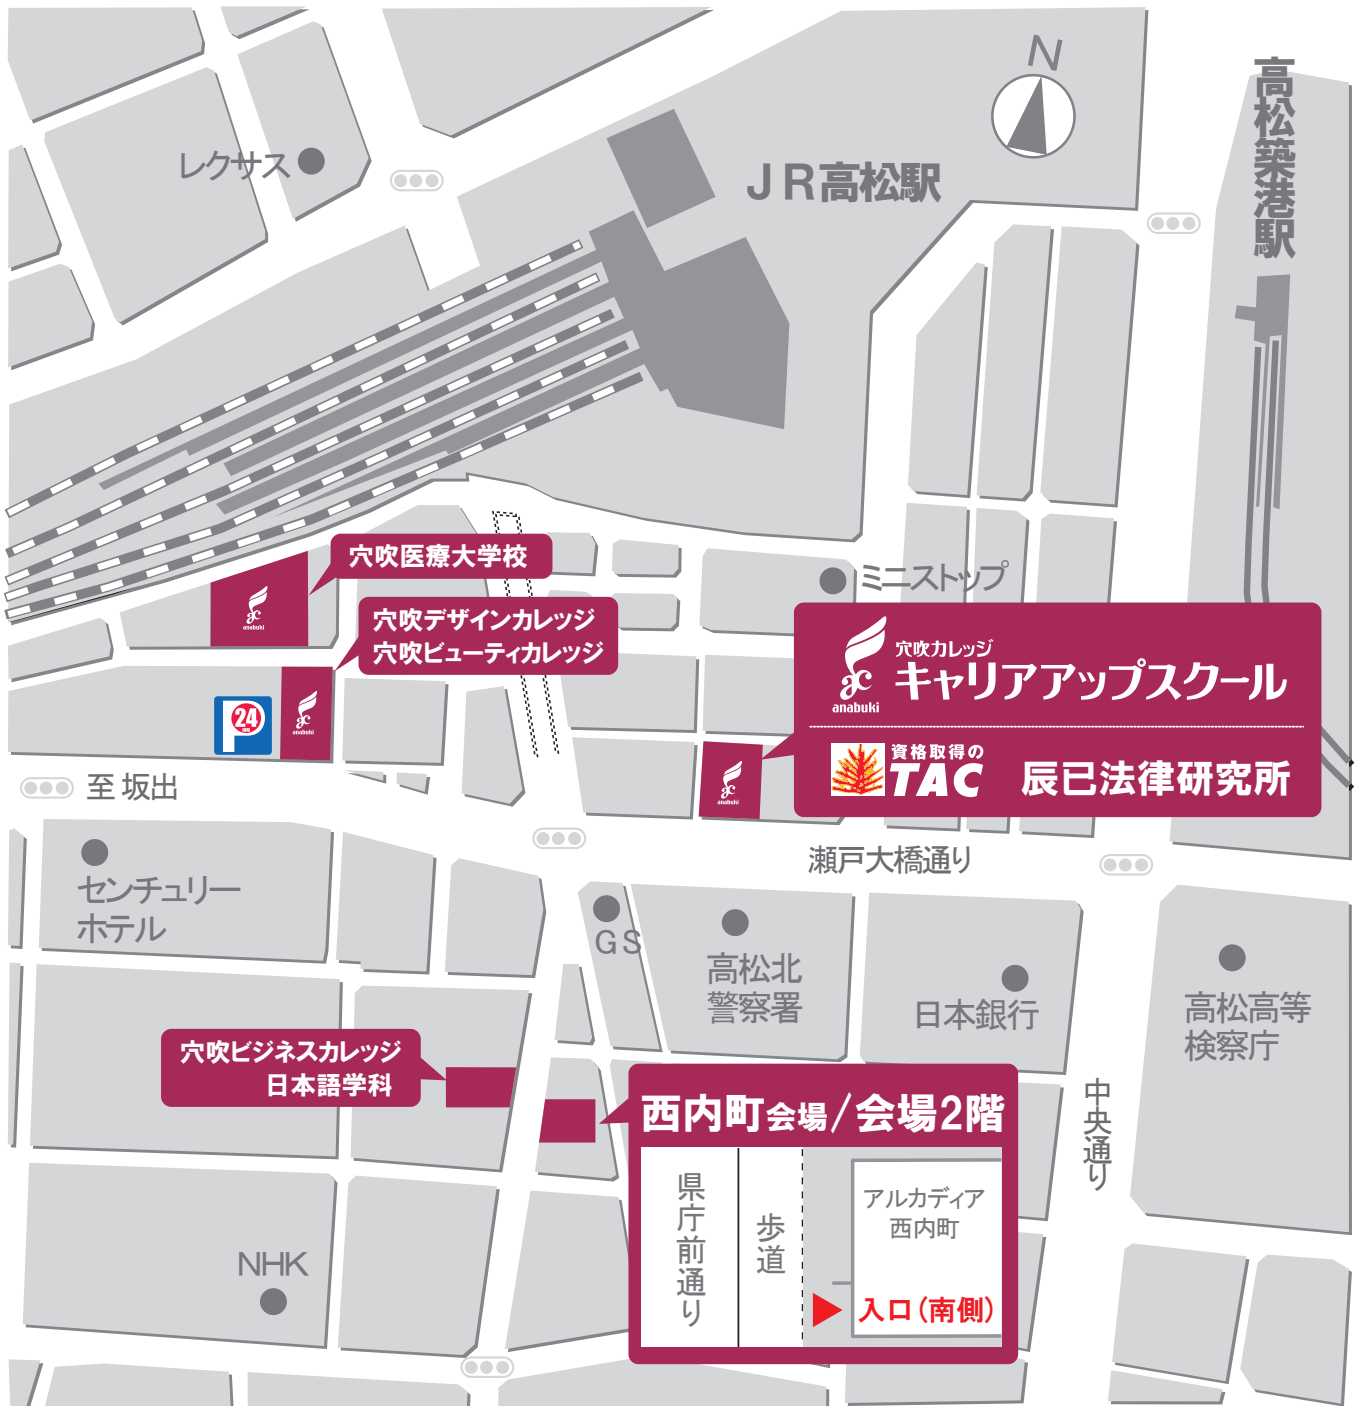 N
高松築港駅
レクサス
JR高松駅
穴吹医療大学校
ミニストップ
穴吹デザインカレッジ
穴吹ビューティカレッジ
anabuki
穴吹カレッジ
キャリアアップスクール
anabuki
anabuki
24
P
資格取得の
TAC
辰已法律研究所
anabuki
至 坂出
瀬戸大橋通り
センチュリー
ホテル
GS
高松北
警察署
日本銀行
高松高等
検察庁
穴吹ビジネスカレッジ
日本語学科
西内町会場/会場2階
中央通り
県庁前通り
歩道
アルカディア
西内町
入口(南側)
NHK